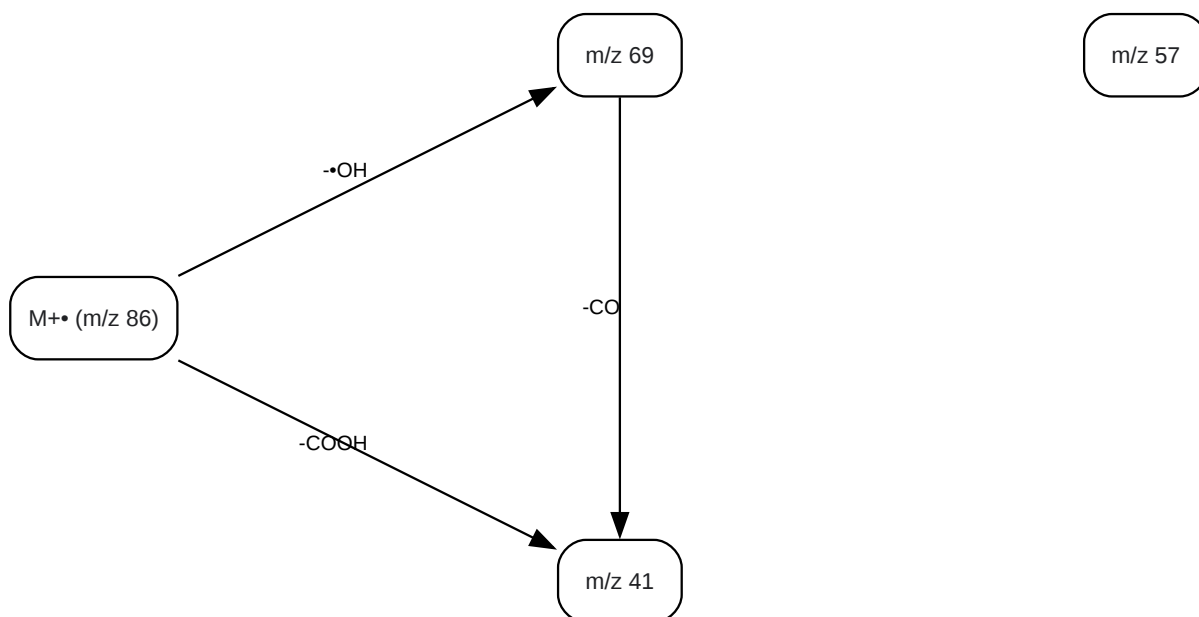 m/z 69
m/z 57
-•OH
-CO
M+• (m/z 86)
-COOH
m/z 41